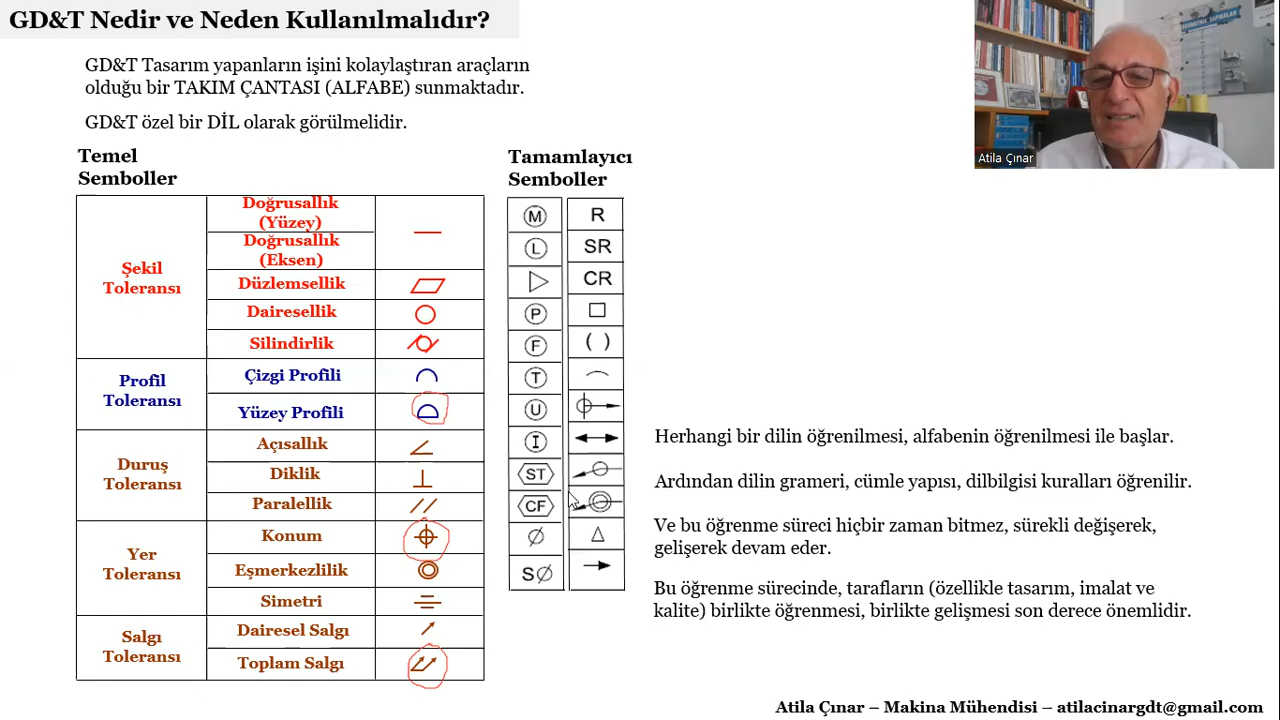 GD&T Nedir ve Neden Kullanılmalıdır?
GD&T Tasarım yapanların işini kolaylaştıran araçların
olduğu bir TAKIM ÇANTASI (ALFABE) sunmaktadır.
GD&T özel bir DİL olarak görülmelidir.
Temel
Semboller
Şekil
Toleransı
Doğrusallık
(Yüzey)
Doğrusallık
(Eksen)
Düzlemsellik
Dairesellik
Silindirlik
Profil
Toleransı
Çizgi Profili
Yüzey Profili
Duruş
Toleransı
Açısallık
Diklik
Paralellik
Yer
Toleransı
Konum
Eşmerkezlilik
Simetri
Salgı
Toleransı
Dairesel Salgı
Toplam Salgı
Tamamlayıcı
Semboller
M
L
P
F
T
U
I
ST
CF
Ø
SØ
R
SR
CR
( )
Herhangi bir dilin öğrenilmesi, alfabenin öğrenilmesi ile başlar.
Ardından dilin grameri, cümle yapısı, dilbilgisi kuralları öğrenilir.
Ve bu öğrenme süreci hiçbir zaman bitmez, sürekli değişerek,
gelişerek devam eder.
Bu öğrenme sürecinde, tarafların (özellikle tasarım, imalat ve
kalite) birlikte öğrenmesi, birlikte gelişmesi son derece önemlidir.
Atila Çınar
Atila Çınar – Makina Mühendisi – atilacinargdt@gmail.com